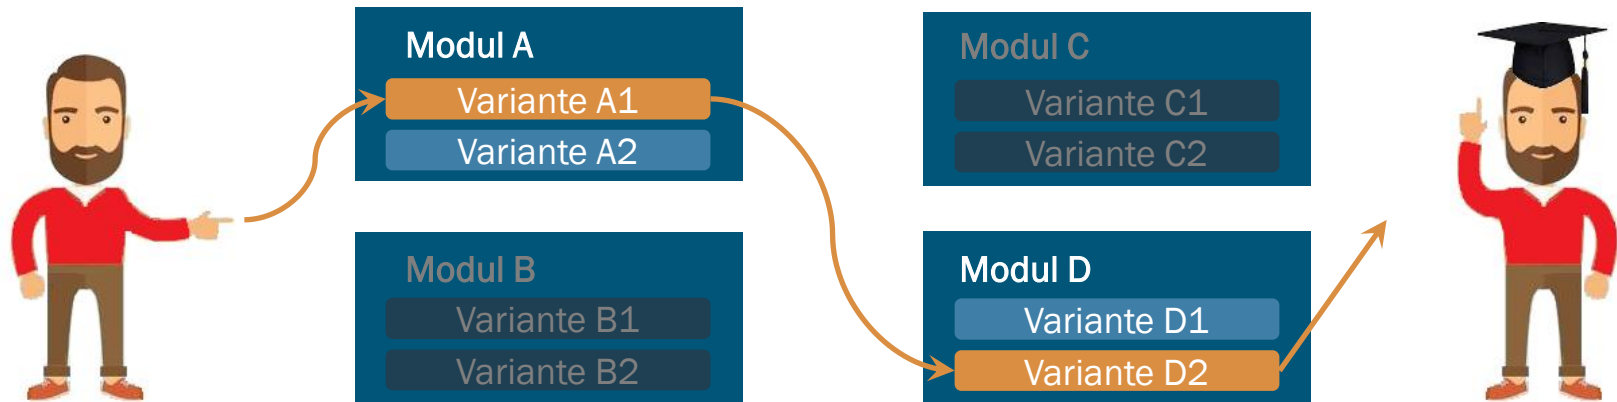 Modul A
Variante A1
Variante A2
Modul B
Variante B1
Variante B2
Modul C
Variante C1
Variante C2
Modul D
Variante D1
Variante D2